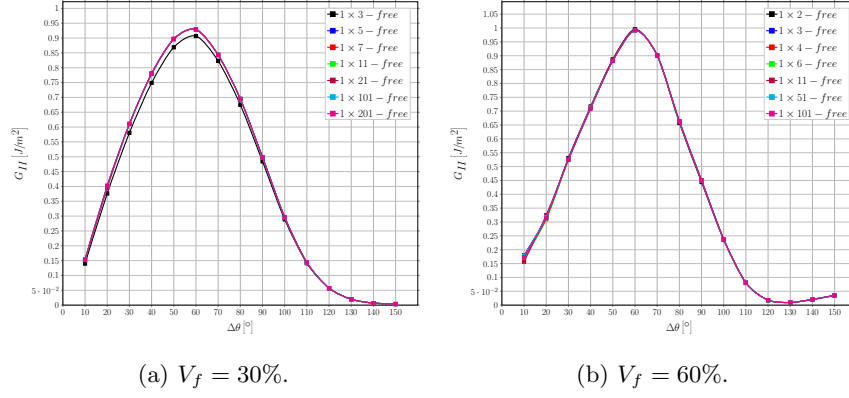 1
0.95
0.9
0.85
0.8
0.75
0.7
0.65
0.6
0.55
0.5
0.45
0.4
0.35
0.3
0.25
0.2
0.15
0.1
5 · 10⁻²
0
G_II [J/m²]
10 20 30 40 50 60 70 80 90 100 110 120 130 140 150
Δθ [°]
1 × 3 − free
1 × 5 − free
1 × 7 − free
1 × 11 − free
1 × 21 − free
1 × 101 − free
1 × 201 − free
(a) V_f = 30%.
1.05
1
0.95
0.9
0.85
0.8
0.75
0.7
0.65
0.6
0.55
0.5
0.45
0.4
0.35
0.3
0.25
0.2
0.15
0.1
5 · 10⁻²
0
G_II [J/m²]
10 20 30 40 50 60 70 80 90 100 110 120 130 140 150
Δθ [°]
1 × 2 − free
1 × 3 − free
1 × 4 − free
1 × 6 − free
1 × 11 − free
1 × 51 − free
1 × 101 − free
(b) V_f = 60%.